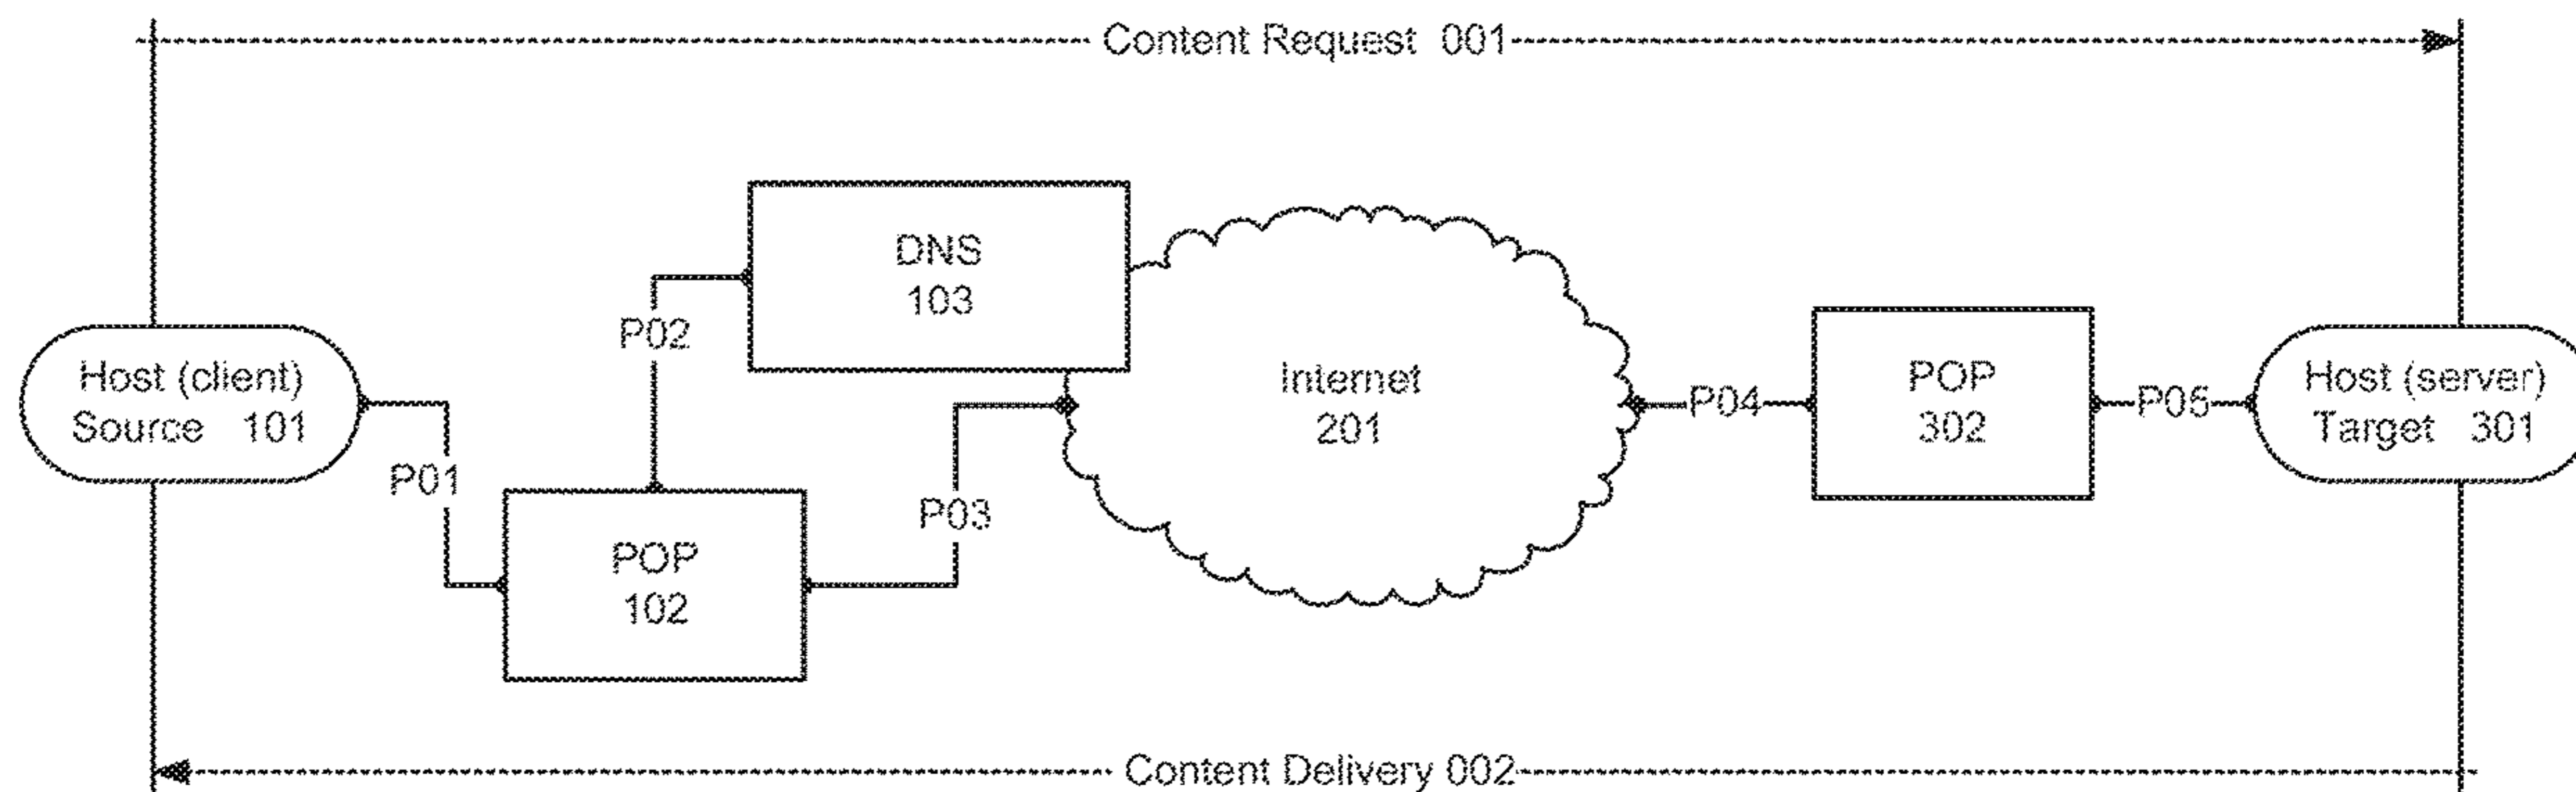 Content Request 001
DNS
103
P02
Host (client)
Source 101
Internet
201
P04
POP
302
P05
Host (server)
Target 301
P01
P03
POP
102
Content Delivery 002